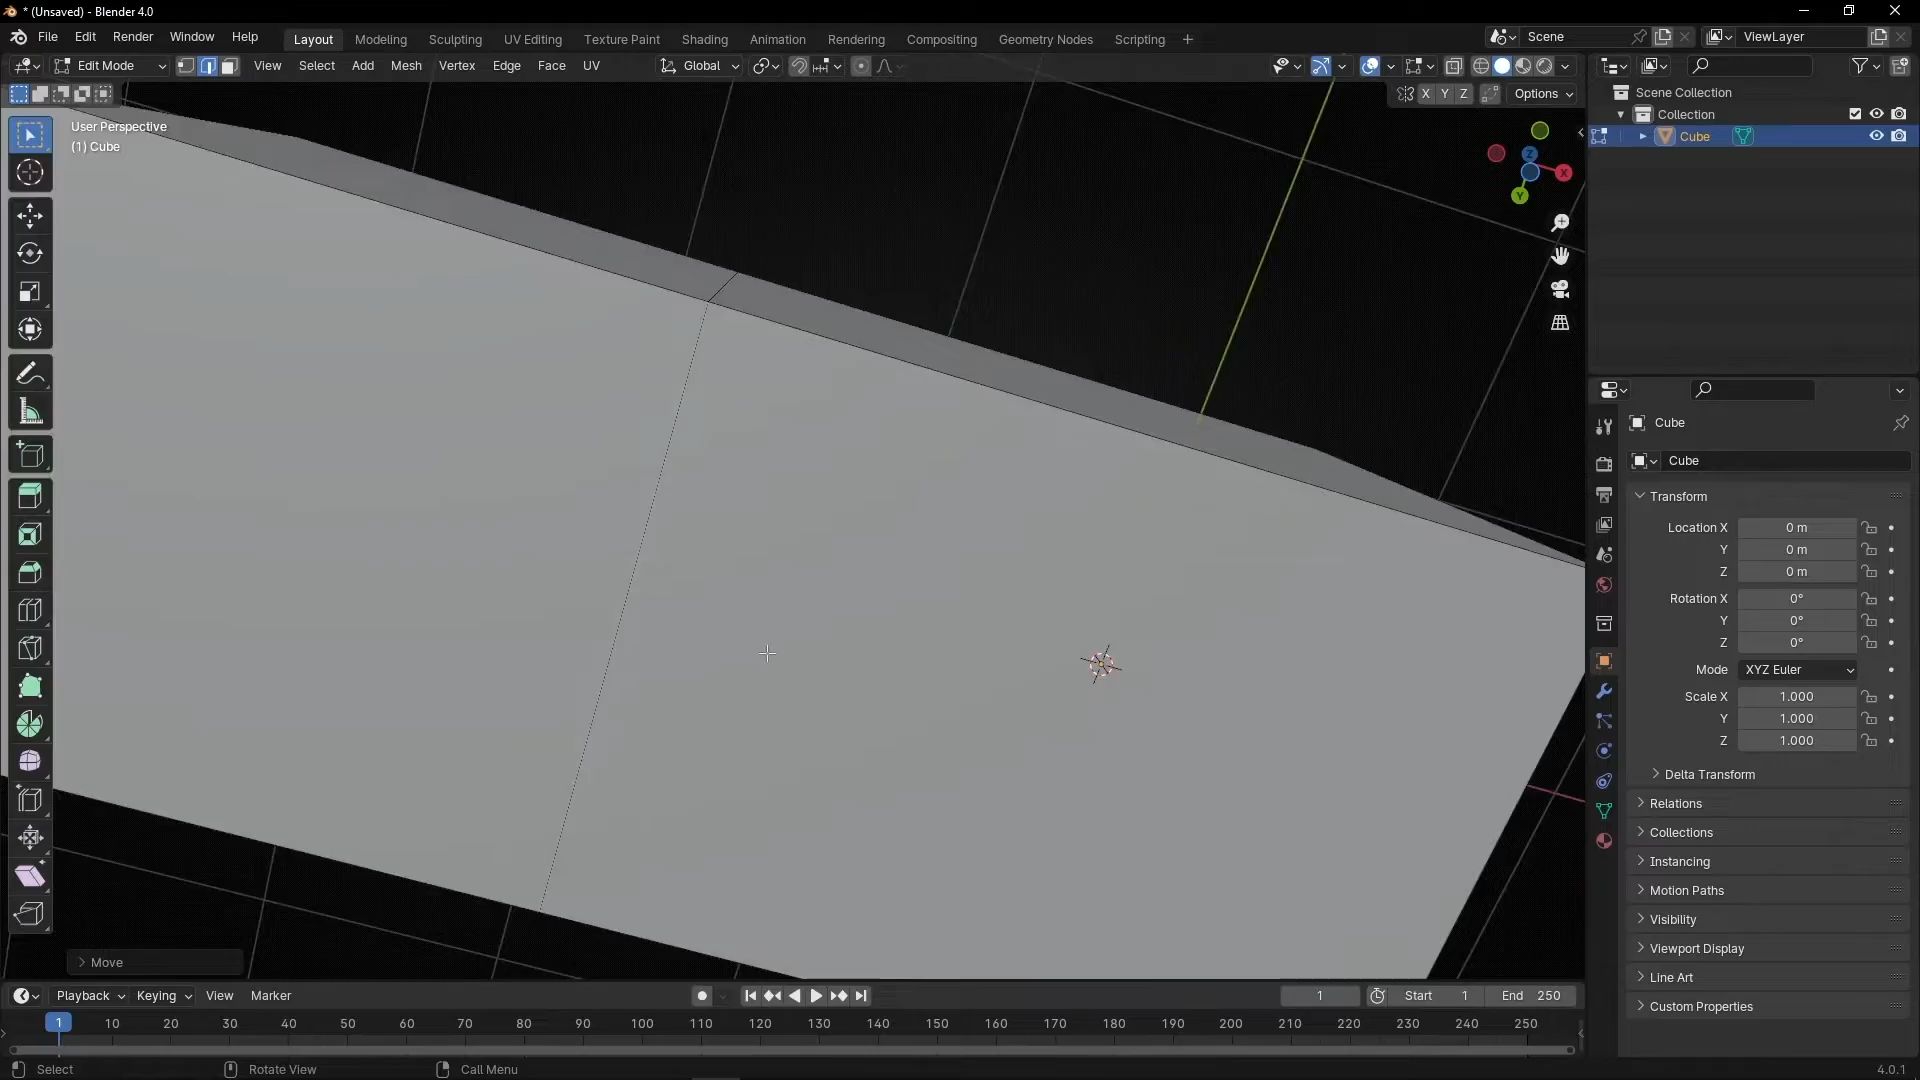 * (Unsaved) - Blender 4.0
File Edit Render Window Help
Layout Modeling Sculpting UV Editing Texture Paint Shading Animation Rendering Compositing Geometry Nodes Scripting +
Scene
ViewLayer
Edit Mode
View Select Add Mesh Vertex Edge Face UV
Global
X Y Z
Options
User Perspective
(1) Cube
Z
X
Y
Move
Scene Collection
Collection
Cube
Cube
Cube
Transform
Location X 0 m
Y 0 m
Z 0 m
Rotation X 0°
Y 0°
Z 0°
Mode XYZ Euler
Scale X 1.000
Y 1.000
Z 1.000
Delta Transform
Relations
Collections
Instancing
Motion Paths
Visibility
Viewport Display
Line Art
Custom Properties
Playback Keying View Marker
1
Start 1
End 250
1 10 20 30 40 50 60 70 80 90 100 110 120 130 140 150 160 170 180 190 200 210 220 230 240 250
Select
Rotate View
Call Menu
4.0.1